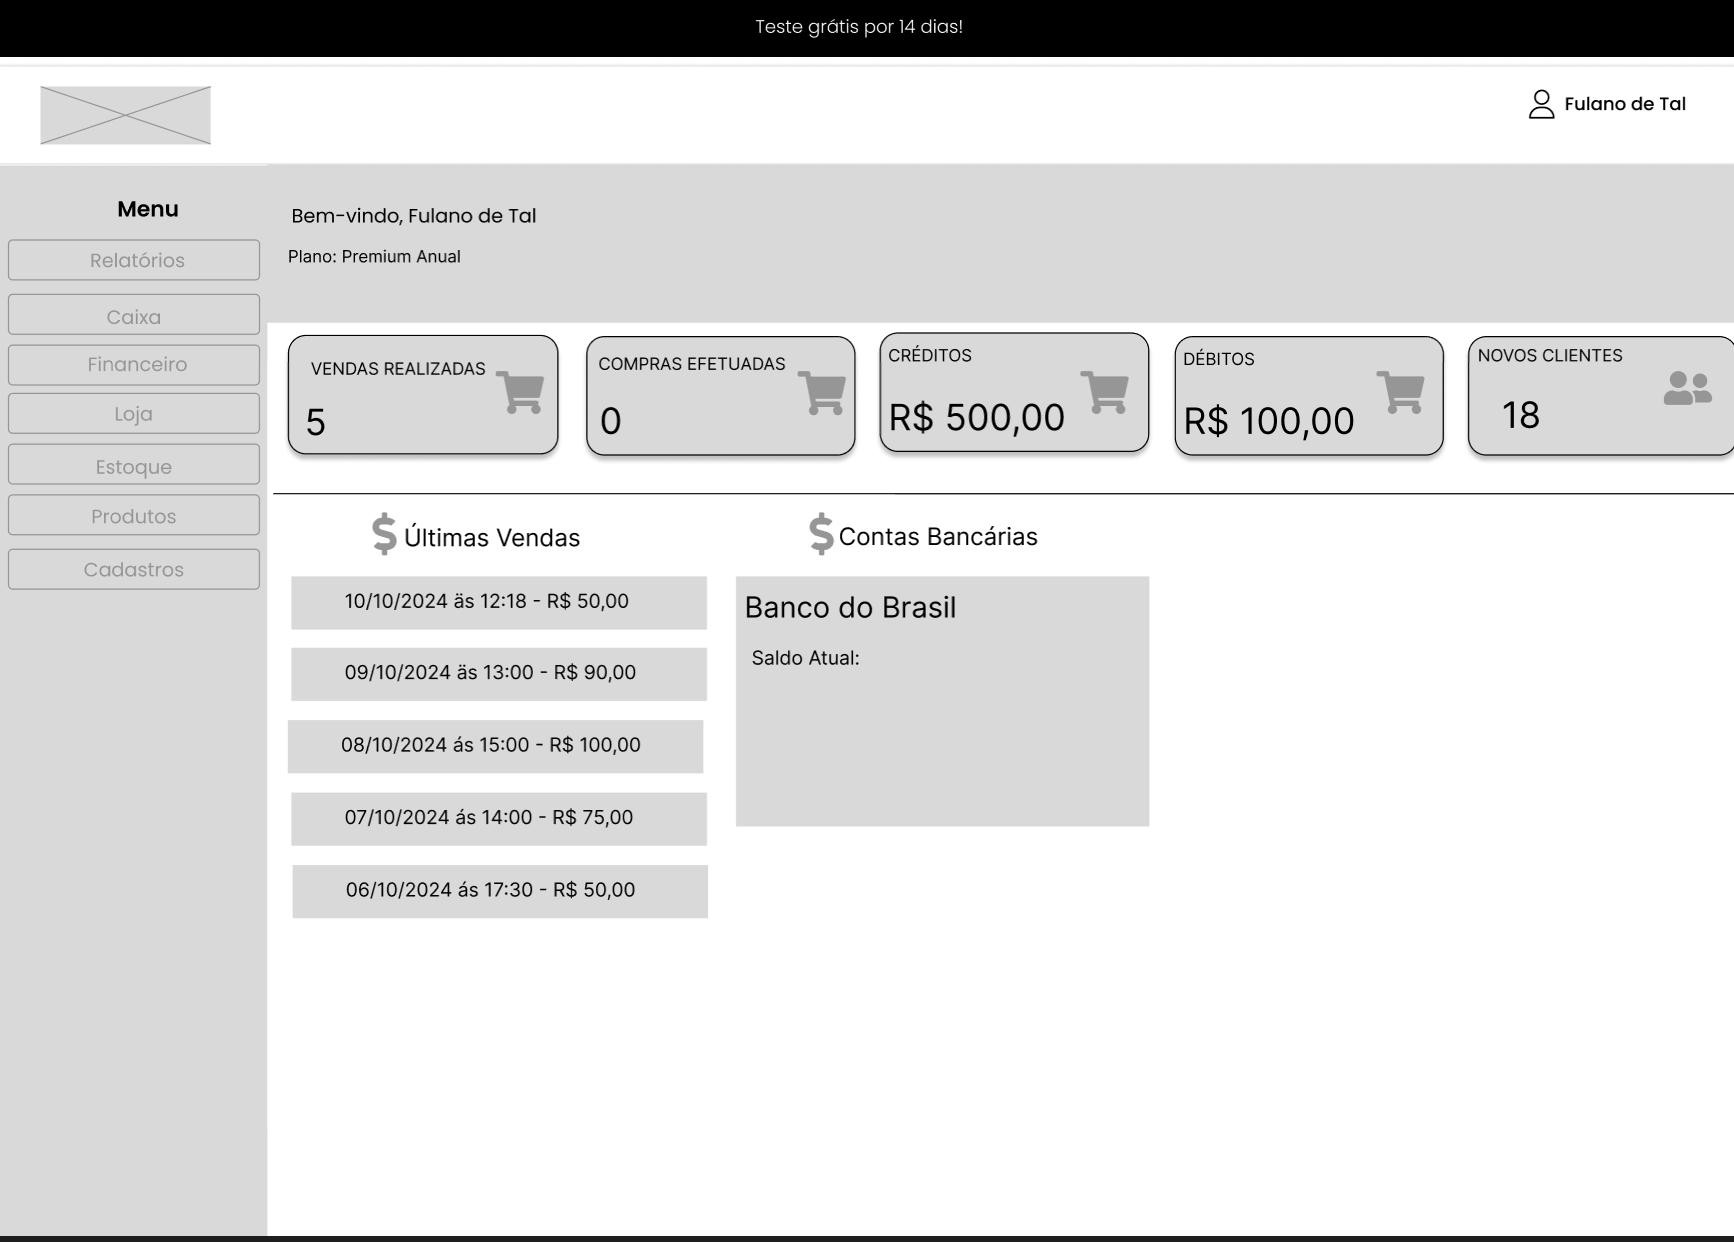 Teste grátis por 14 dias!
Fulano de Tal
Menu
Relatórios
Caixa
Financeiro
Loja
Estoque
Produtos
Cadastros
Bem-vindo, Fulano de Tal
Plano: Premium Anual
VENDAS REALIZADAS
5
COMPRAS EFETUADAS
0
CRÉDITOS
R$ 500,00
DÉBITOS
R$ 100,00
NOVOS CLIENTES
18
$ Últimas Vendas
10/10/2024 äs 12:18 - R$ 50,00
09/10/2024 äs 13:00 - R$ 90,00
08/10/2024 ás 15:00 - R$ 100,00
07/10/2024 ás 14:00 - R$ 75,00
06/10/2024 ás 17:30 - R$ 50,00
$ Contas Bancárias
Banco do Brasil
Saldo Atual: